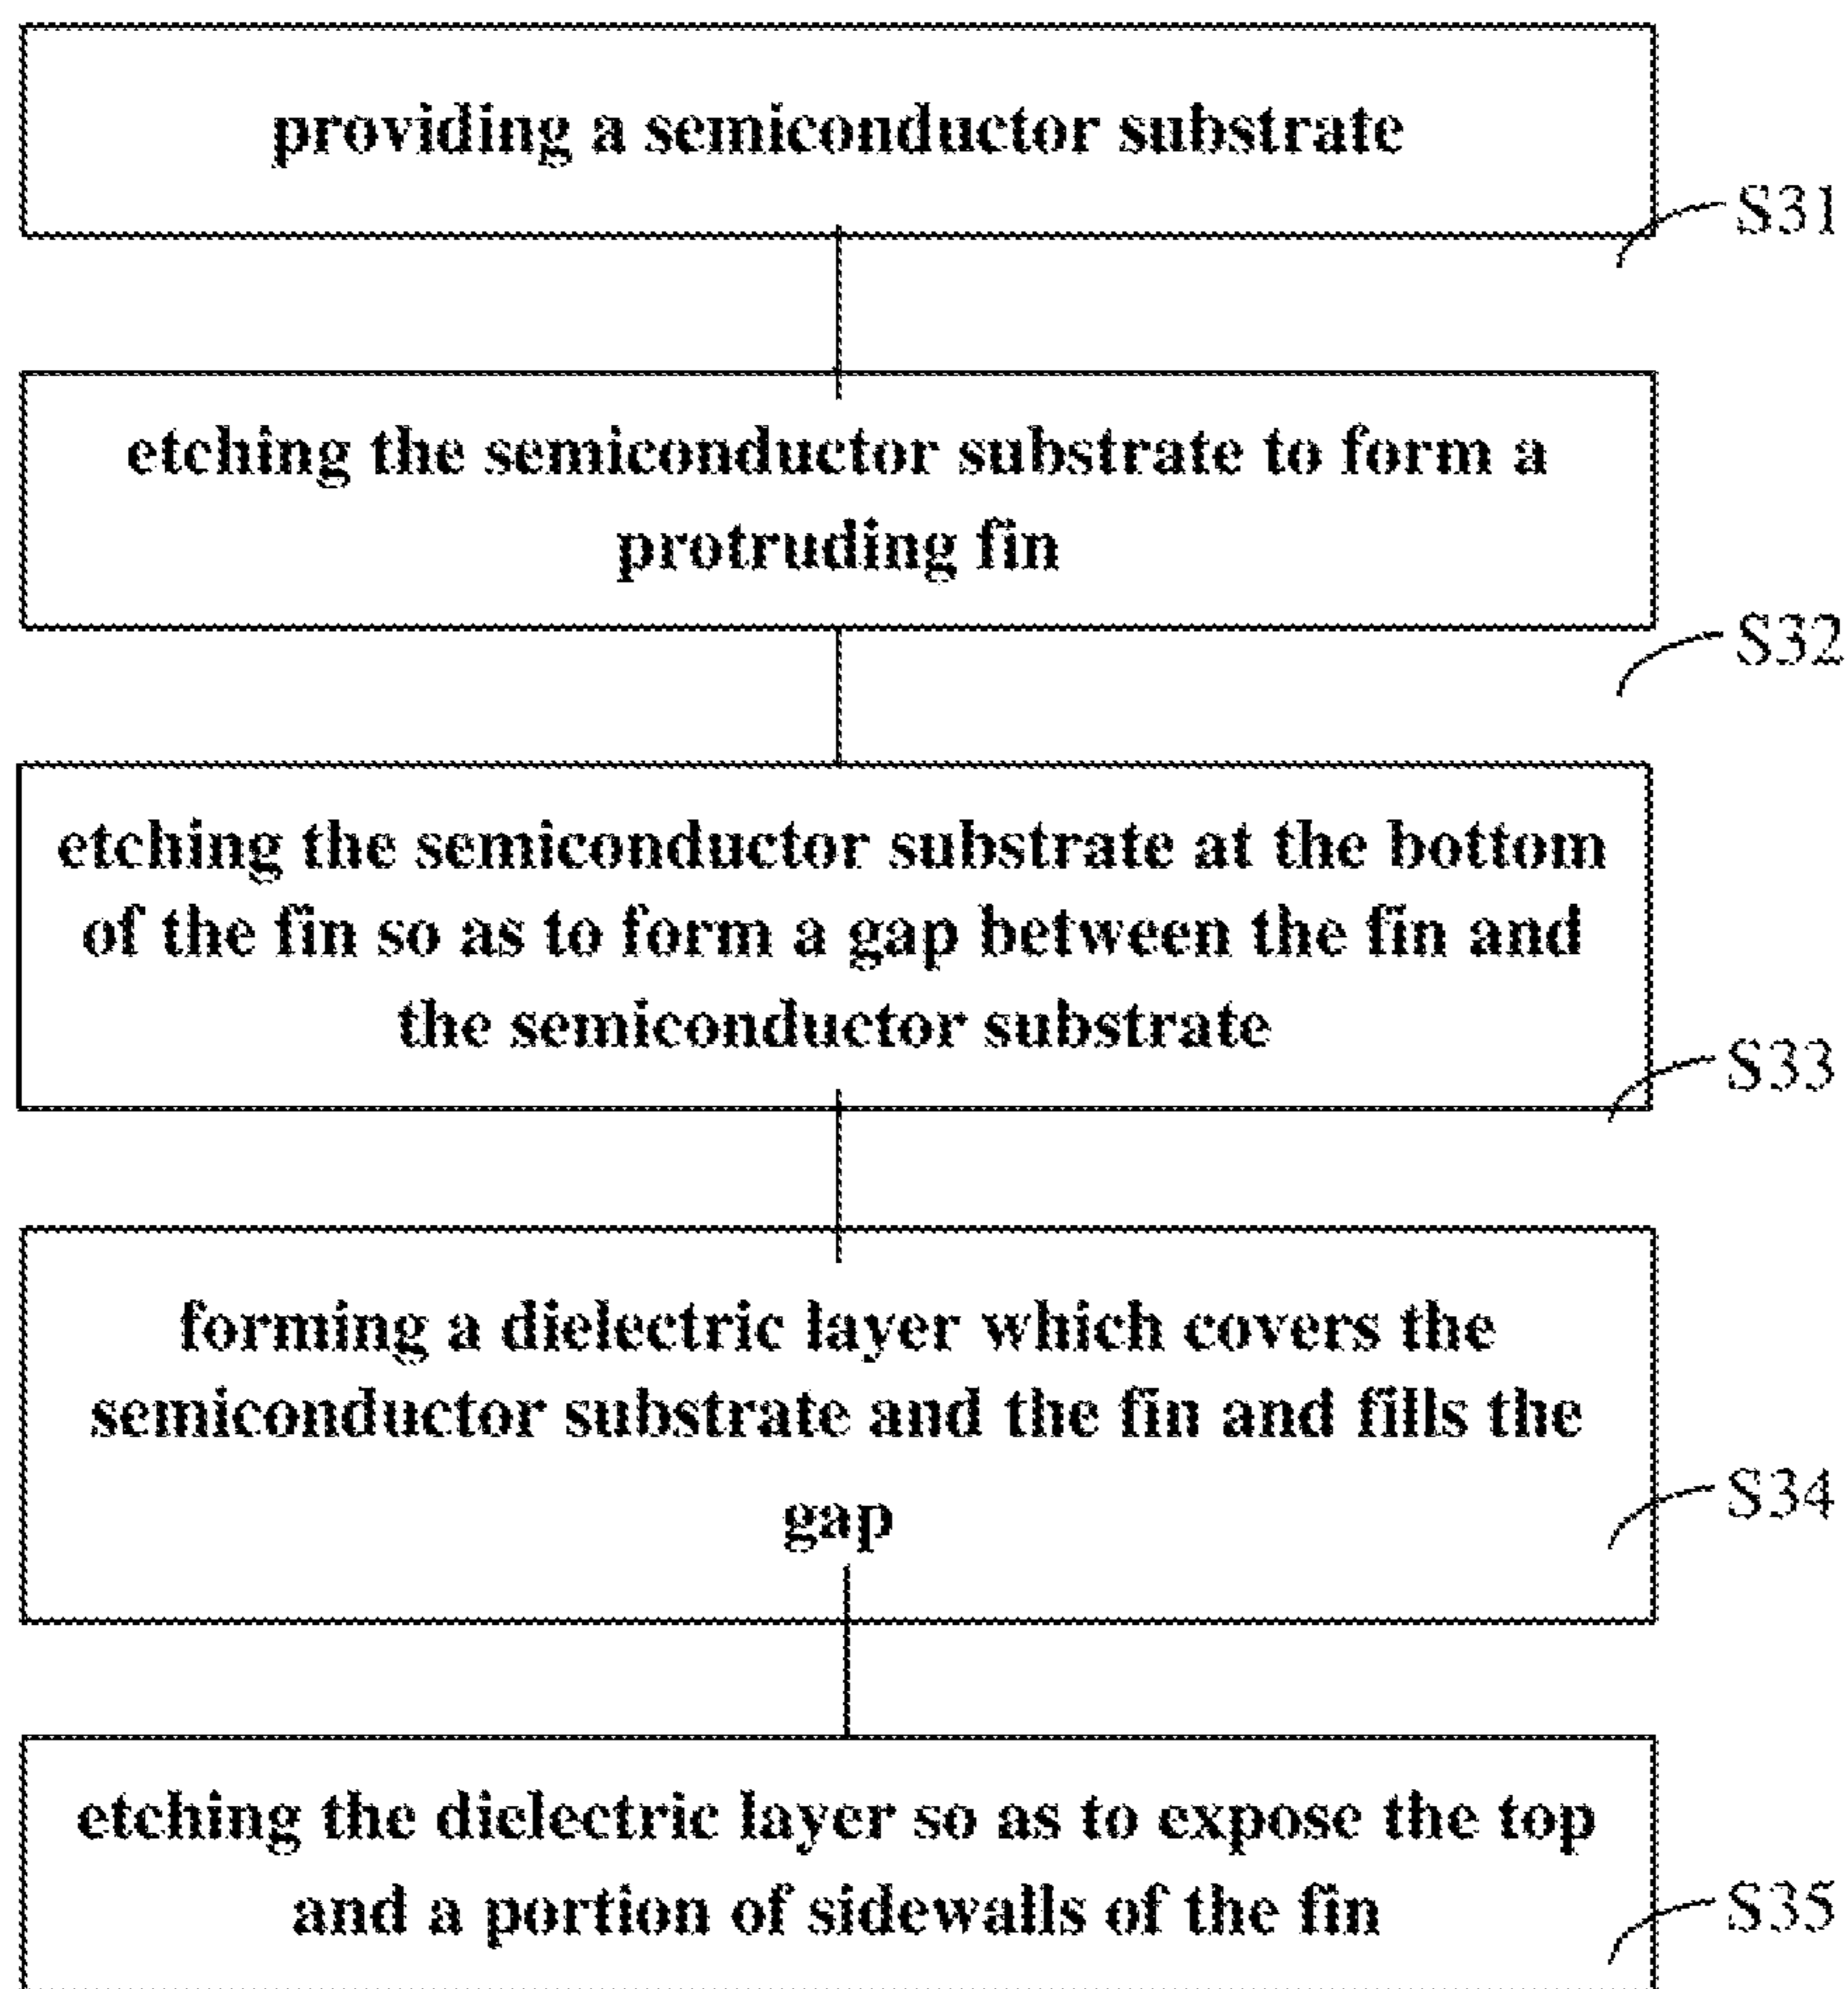 providing a semiconductor substrate
S31
etching the semiconductor substrate to form a
protruding fin
S32
etching the semiconductor substrate at the bottom
of the fin so as to form a gap between the fin and
the semiconductor substrate
S33
forming a dielectric layer which covers the
semiconductor substrate and the fin and fills the
gap
S34
etching the dielectric layer so as to expose the top
and a portion of sidewalls of the fin
S35